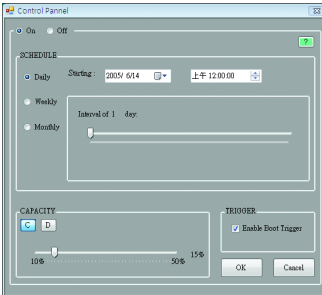 Control Pannel
On Off
?
SCHEDULE
Daily Starting : 2005/ 6/14 上午 12:00:00
Weekly
Interval of 1 day:
Monthly
CAPACITY
C D
15%
10% 50%
TRIGGER
Enable Boot Trigger
OK Cancel